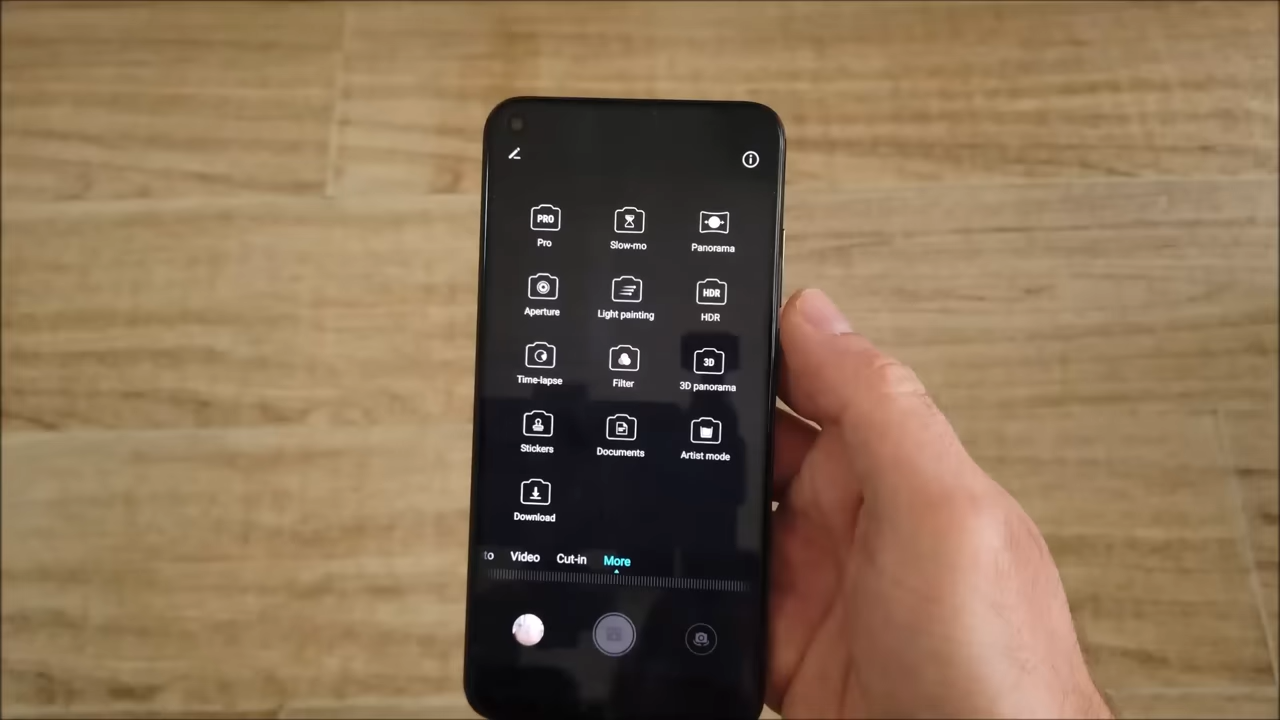 PRO
Pro
Slow-mo
Panorama
Aperture
Light painting
HDR
HDR
Time-lapse
Filter
3D
3D panorama
Stickers
Documents
Artist mode
Download
to Video Cut-in More